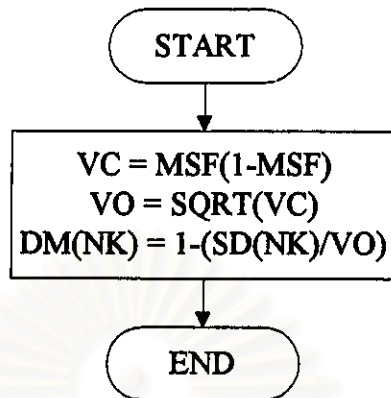 START
VC = MSF(1-MSF)
VO = SQRT(VC)
DM(NK) = 1-(SD(NK)/VO)
END